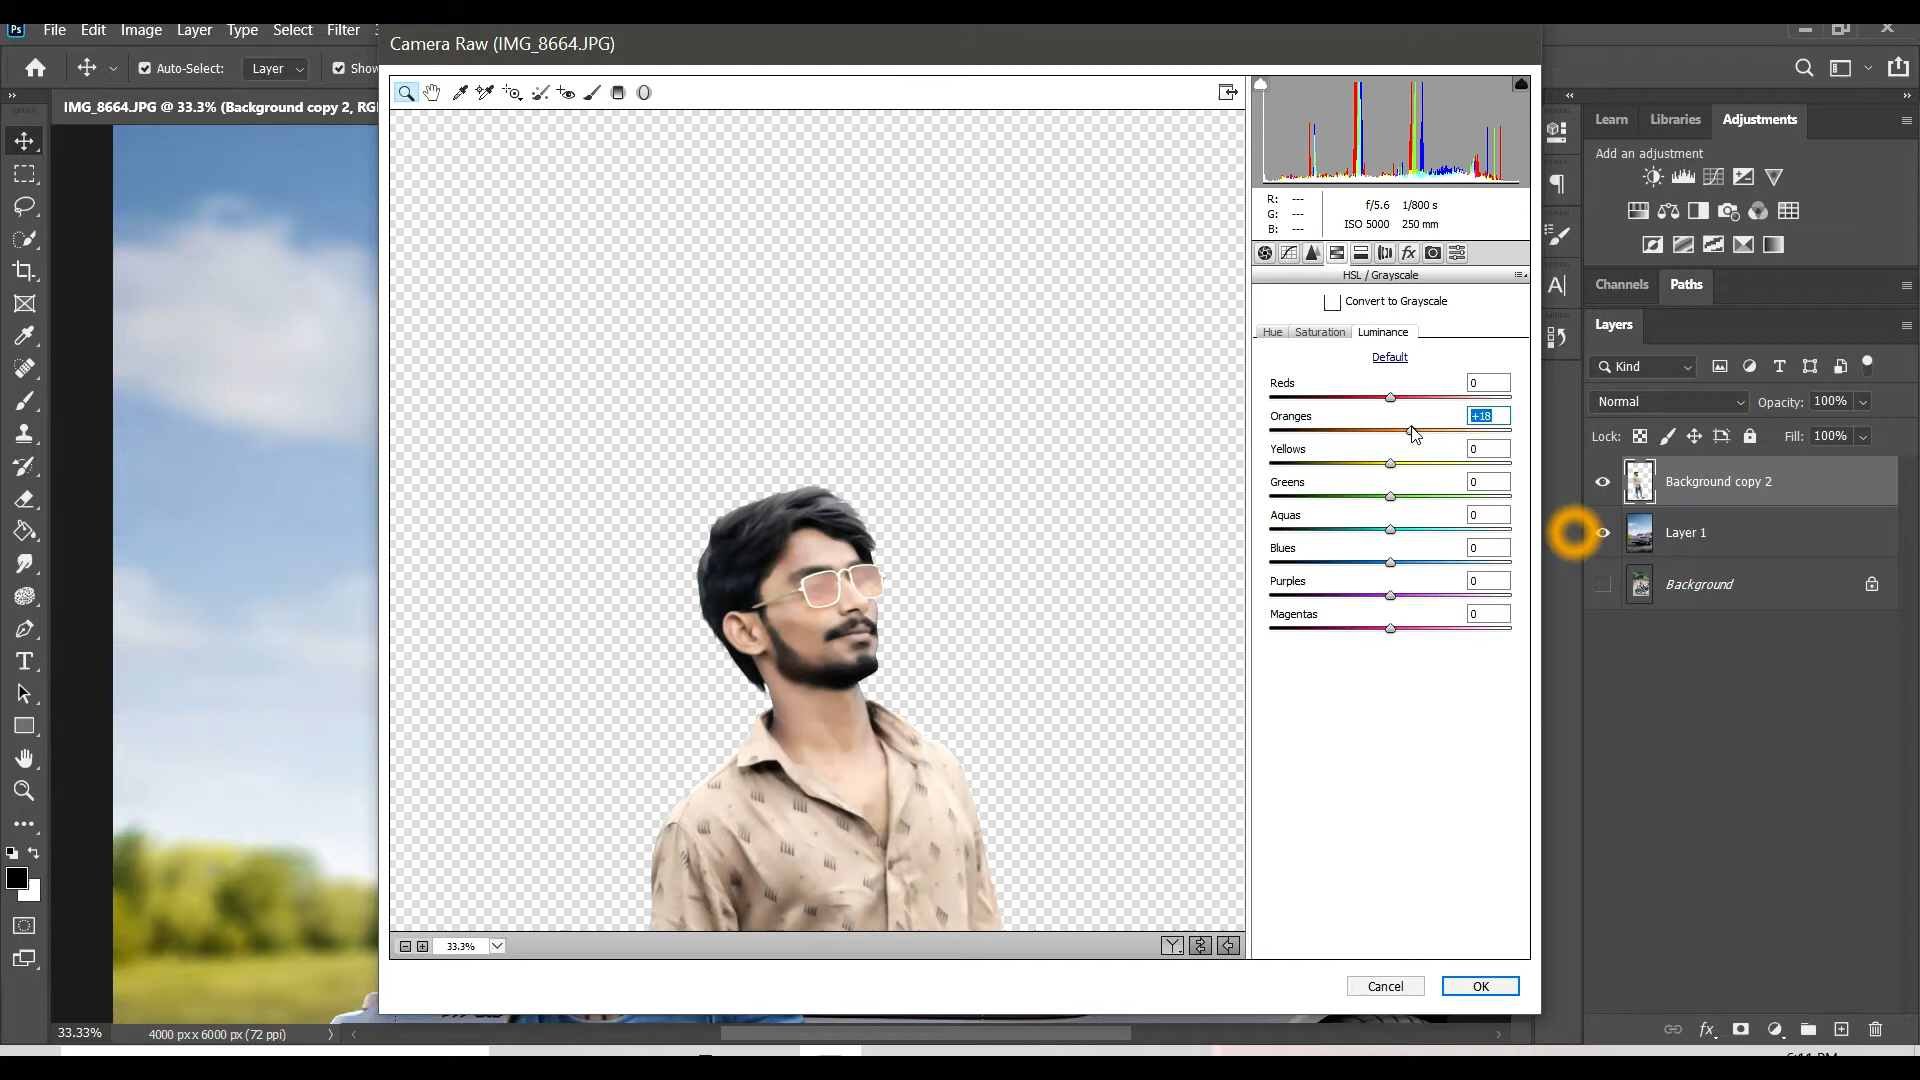 Ps File Edit Image Layer Type Select Filter
Camera Raw (IMG_8664.JPG)
Auto-Select: Layer
IMG_8664.JPG @ 33.3% (Background copy 2, RG
R: ---
G: ---
B: ---
f/5.6 1/800 s
ISO 5000 250 mm
HSL / Grayscale
Convert to Grayscale
Hue Saturation Luminance
Default
Reds 0
Oranges +18
Yellows 0
Greens 0
Aquas 0
Blues 0
Purples 0
Magentas 0
33.3%
Cancel OK
33.33% 4000 px x 6000 px (72 ppi)
Learn Libraries Adjustments
Add an adjustment
Channels Paths
Layers
Kind
Normal Opacity: 100%
Lock: Fill: 100%
Background copy 2
Layer 1
Background